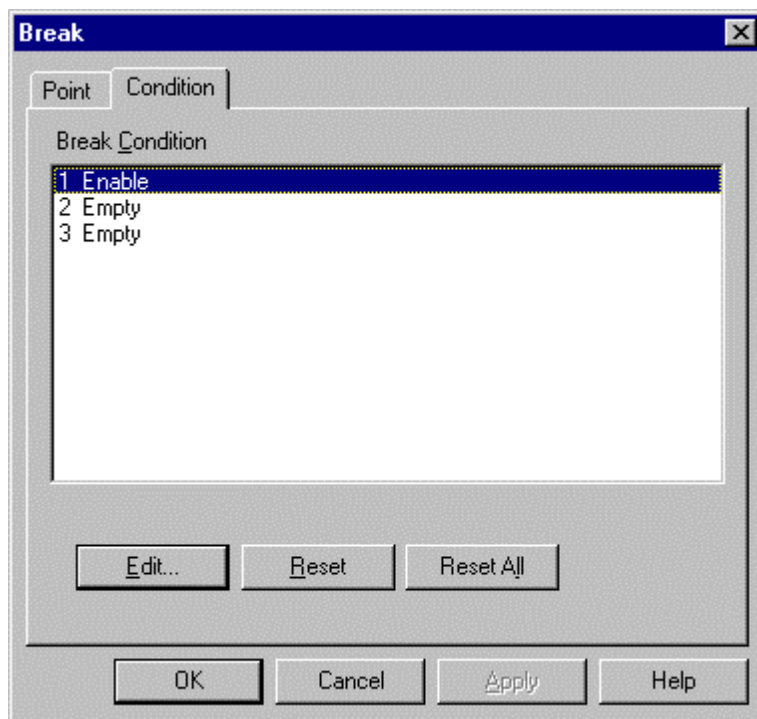 Break
Point Condition
Break Condition
1 Enable
2 Empty
3 Empty
Edit... Reset Reset All
OK Cancel Apply Help